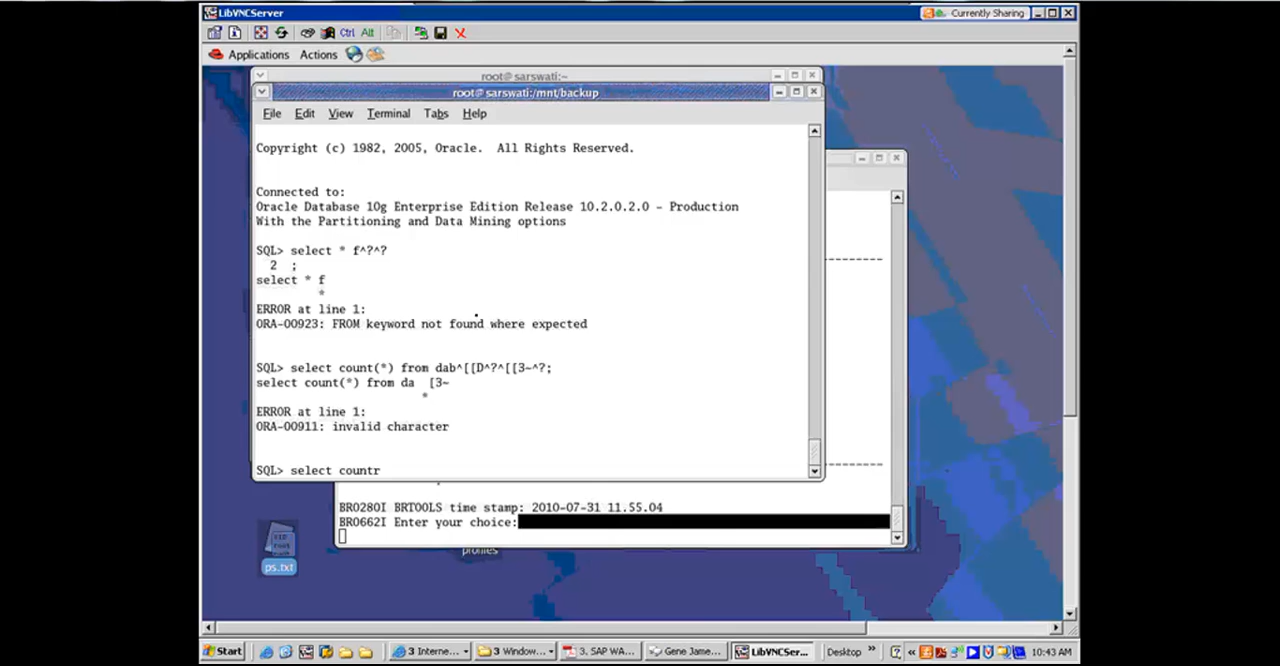 LibVNCServer
Currently Sharing
Ctrl Alt
Applications Actions
root@sarswati:~
root@sarswati:/mnt/backup
File Edit View Terminal Tabs Help
Copyright (c) 1982, 2005, Oracle. All Rights Reserved.
Connected to:
Oracle Database 10g Enterprise Edition Release 10.2.0.2.0 - Production
With the Partitioning and Data Mining options
SQL> select * f^?^?
2 ;
select * f
*
ERROR at line 1:
ORA-00923: FROM keyword not found where expected
SQL> select count(*) from dab^[[D^?^[[3~^?;
select count(*) from da [3~
*
ERROR at line 1:
ORA-00911: invalid character
SQL> select countr
BR0280I BRTOOLS time stamp: 2010-07-31 11.55.04
BR0662I Enter your choice:
profiles
ps.txt
Start 3 Interne... 3 Window... 3. SAP WA... Gene Jame... LibVNCSer... Desktop » « 10:43 AM